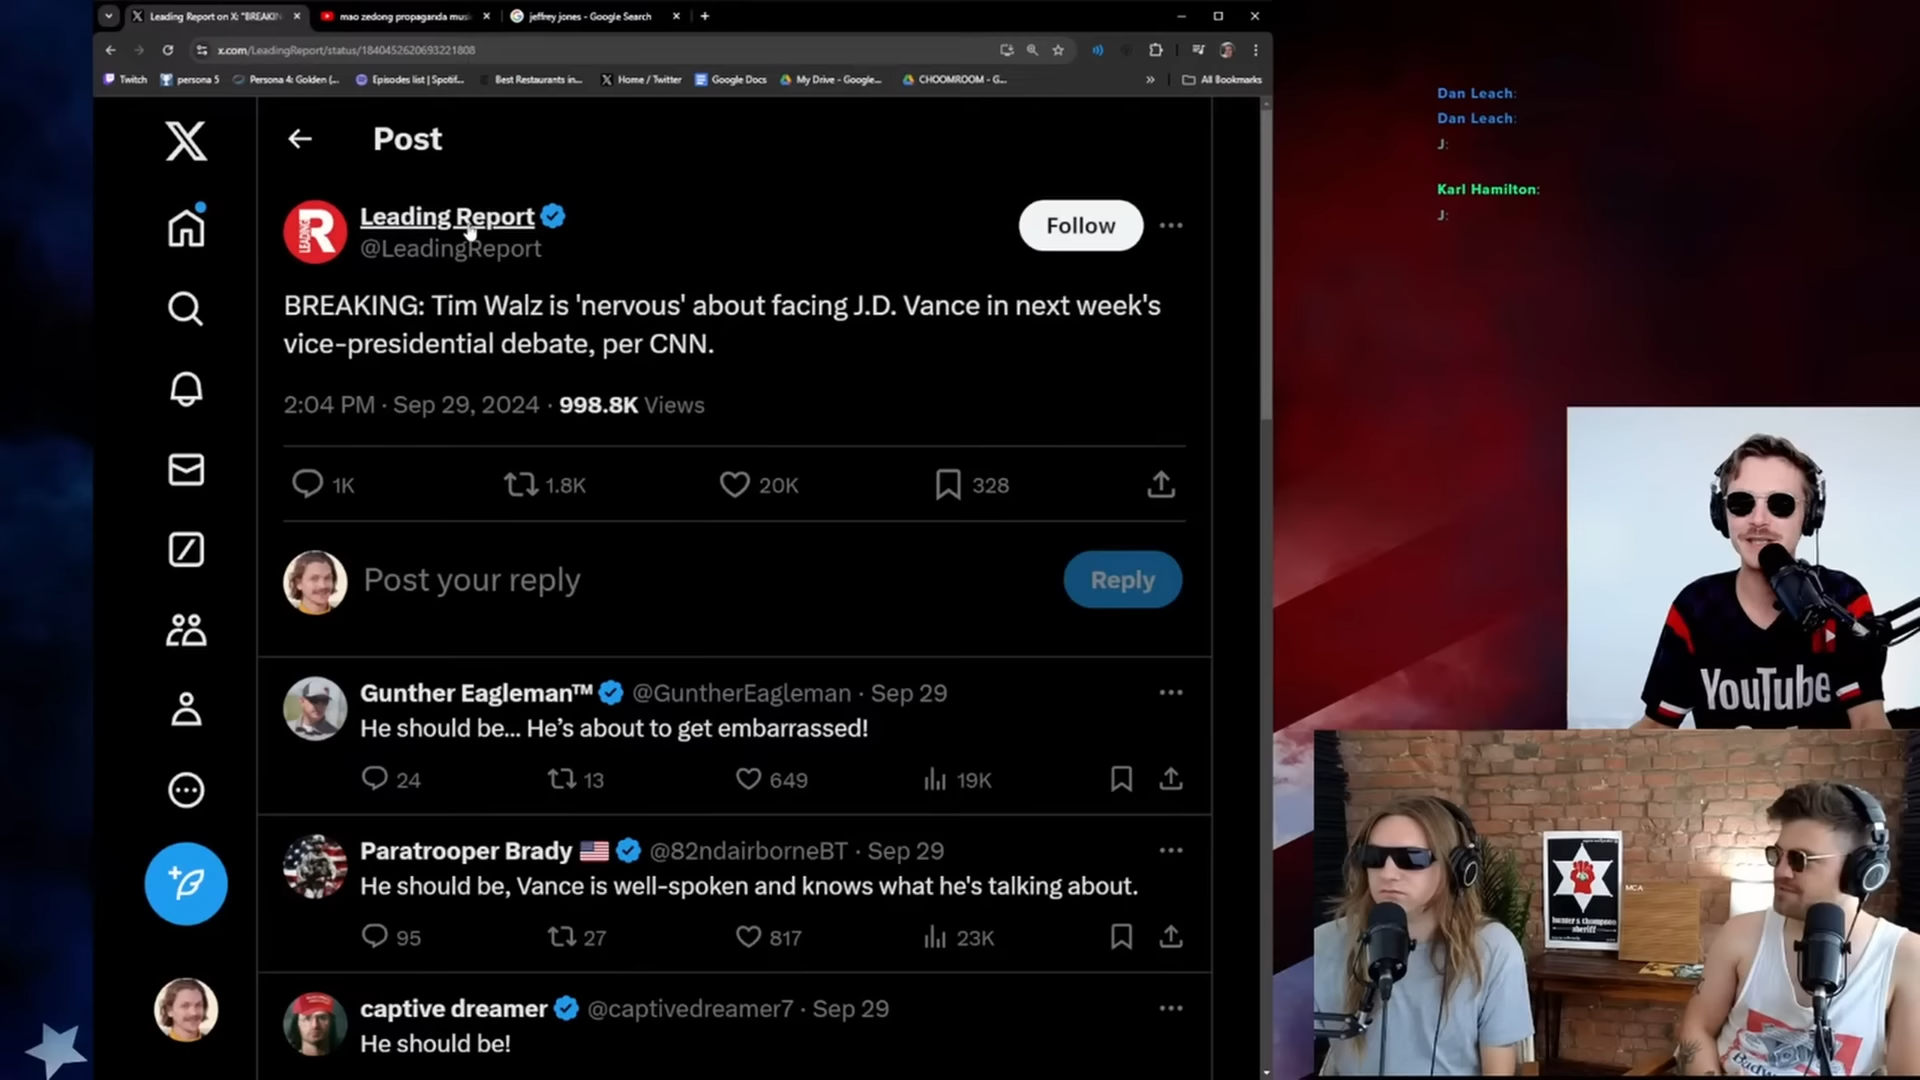 Leading Report on X: "BREAKIN
mao zedong propaganda mus
jeffrey jones - Google Search
x.com/LeadingReport/status/1840452620693221808
Twitch
persona 5
Persona 4: Golden (...
Episodes list | Spotif...
Best Restaurants in...
Home / Twitter
Google Docs
My Drive - Google...
CHOOMROOM - G...
All Bookmarks
Post
LEADING R
Leading Report
@LeadingReport
Follow
BREAKING: Tim Walz is 'nervous' about facing J.D. Vance in next week's
vice-presidential debate, per CNN.
2:04 PM · Sep 29, 2024 · 998.8K Views
1K 1.8K 20K 328
Post your reply
Reply
Gunther Eagleman™ @GuntherEagleman · Sep 29
He should be... He's about to get embarrassed!
24 13 649 19K
Paratrooper Brady @82ndairborneBT · Sep 29
He should be, Vance is well-spoken and knows what he's talking about.
95 27 817 23K
captive dreamer @captivedreamer7 · Sep 29
He should be!
Dan Leach:
Dan Leach:
J:
Karl Hamilton:
J:
YouTube
hunter s thompson
sheriff
MCA